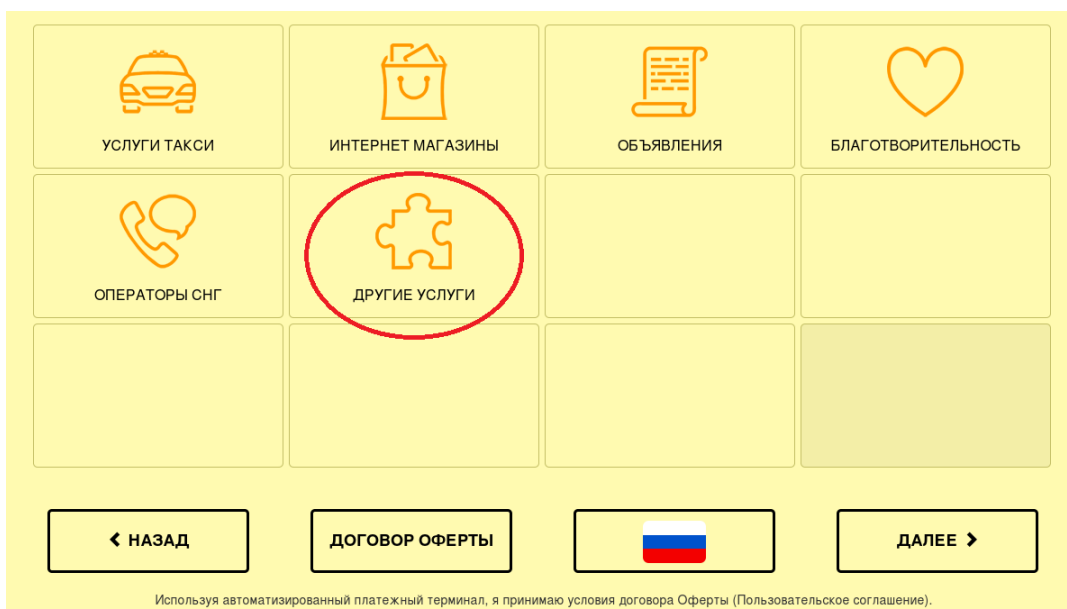 УСЛУГИ ТАКСИ
ИНТЕРНЕТ МАГАЗИНЫ
ОБЪЯВЛЕНИЯ
БЛАГОТВОРИТЕЛЬНОСТЬ
ОПЕРАТОРЫ СНГ
ДРУГИЕ УСЛУГИ
НАЗАД
ДОГОВОР ОФЕРТЫ
ДАЛЕЕ
Используя автоматизированный платежный терминал, я принимаю условия договора Оферты (Пользовательское соглашение).